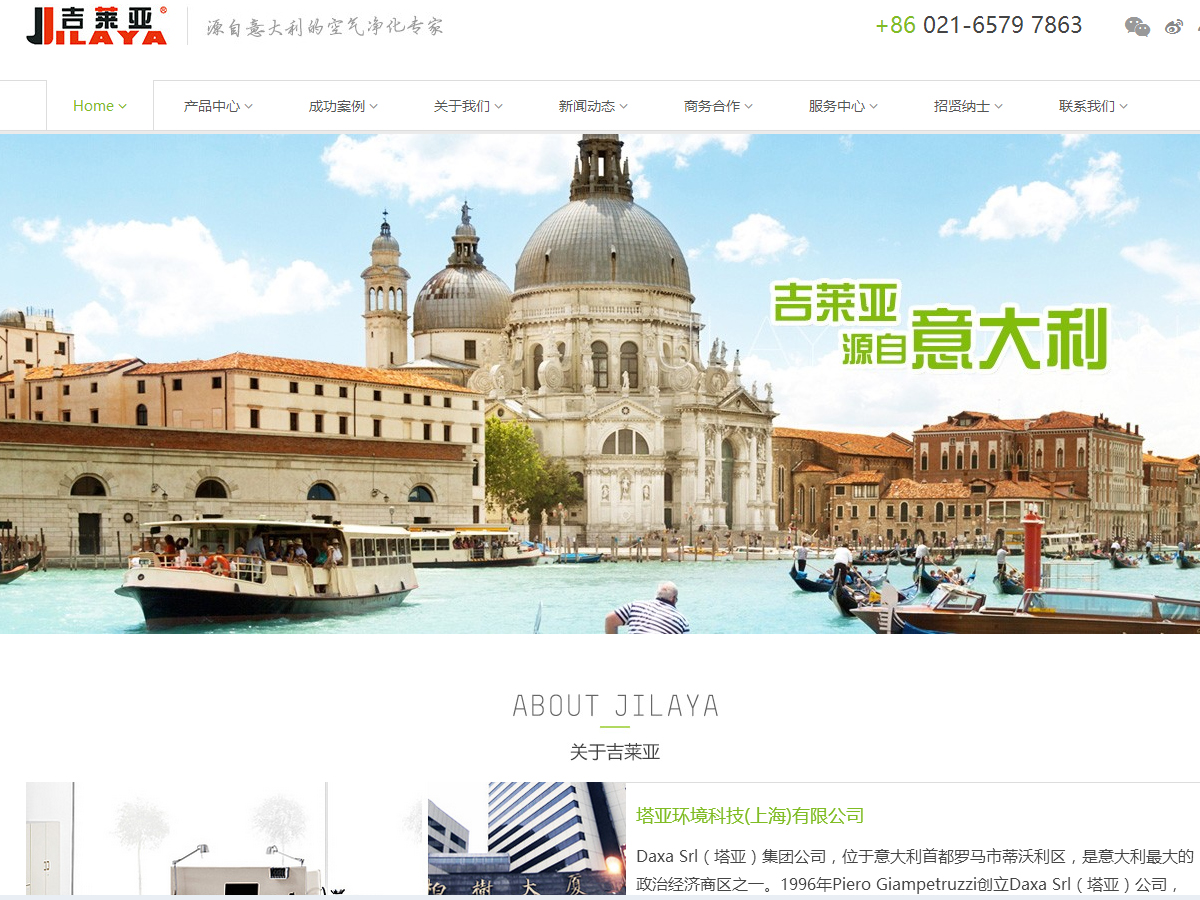 吉莱亚®
JILAYA
源自意大利的空气净化专家
+86 021-6579 7863
Home 产品中心 成功案例 关于我们 新闻动态 商务合作 服务中心 招贤纳士 联系我们
吉莱亚
源自意大利
ABOUT JILAYA
关于吉莱亚
塔亚环境科技(上海)有限公司
Daxa Srl（塔亚）集团公司，位于意大利首都罗马市蒂沃利区，是意大利最大的
政治经济商区之一。1996年Piero Giampetruzzi创立Daxa Srl（塔亚）公司，
树大厦